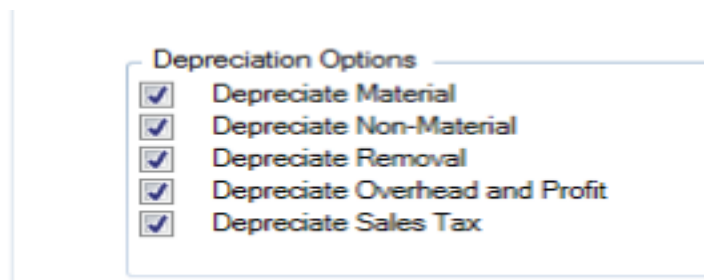 Depreciation Options
Depreciate Material
Depreciate Non-Material
Depreciate Removal
Depreciate Overhead and Profit
Depreciate Sales Tax